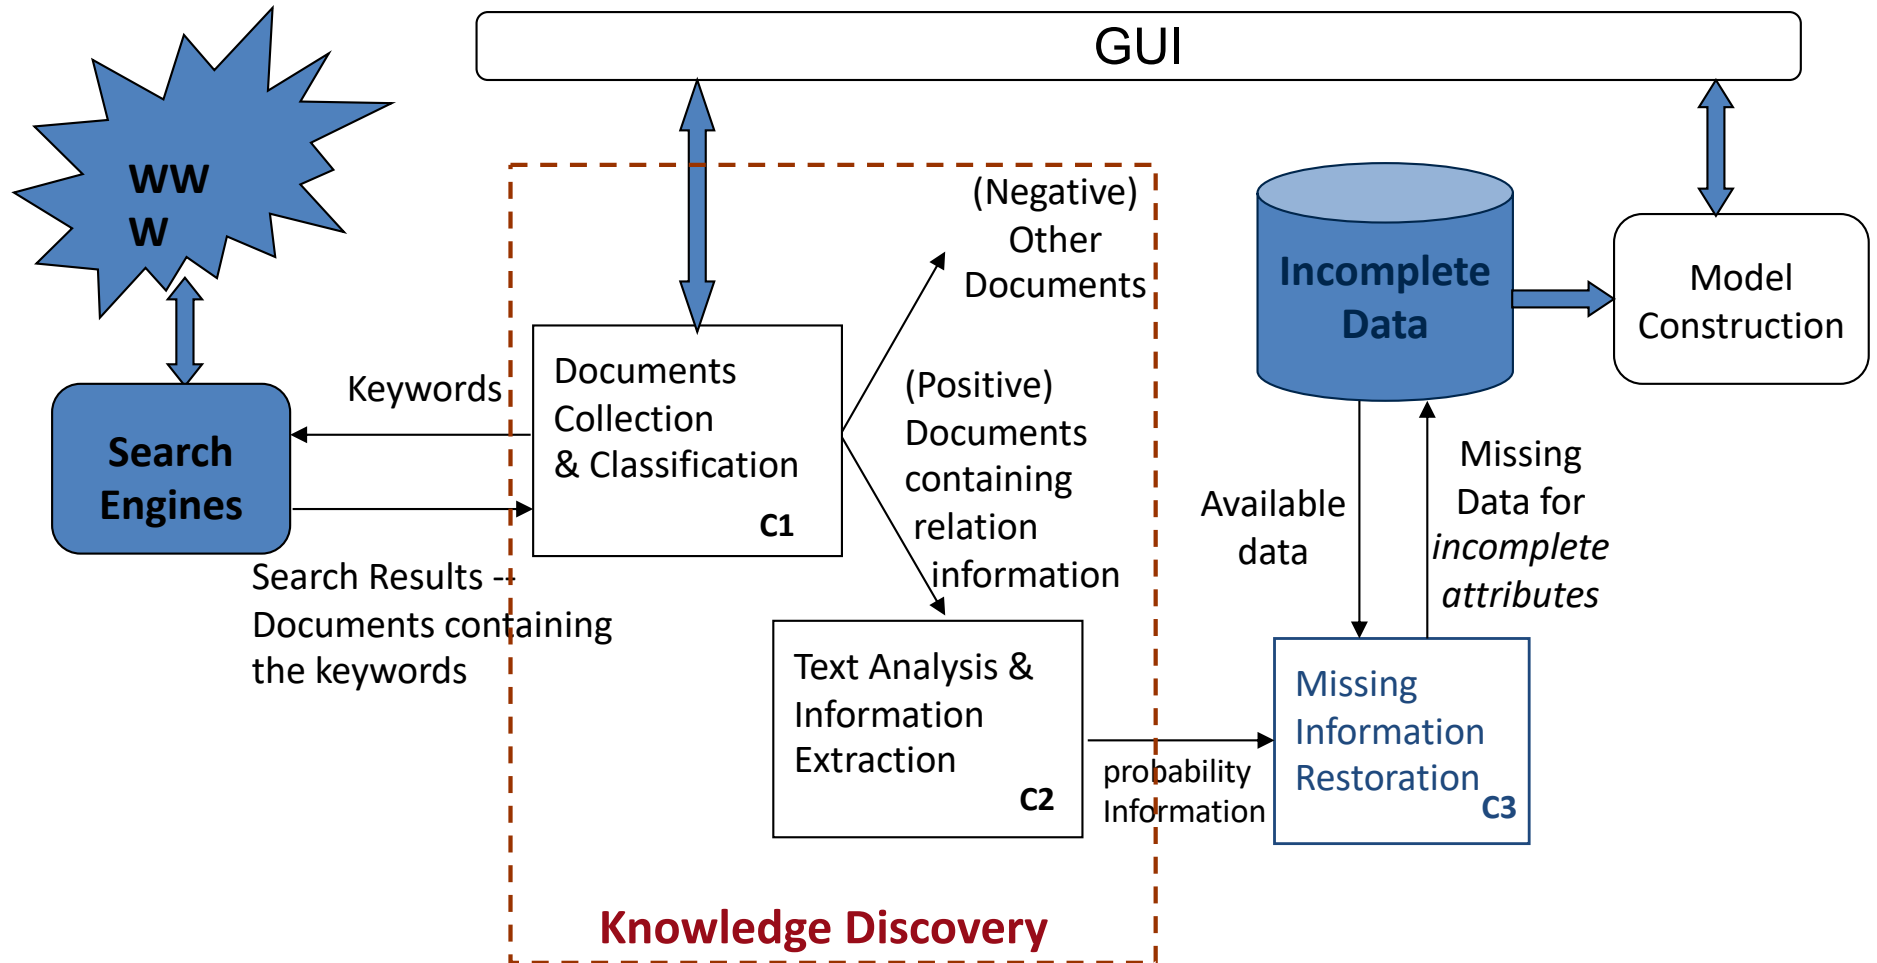 GUI
WW
W
(Negative)
Other
Documents
Incomplete
Data
Model
Construction
Keywords
Documents
Collection
& Classification
C1
(Positive)
Documents
containing
relation
information
Search
Engines
Search Results --
Documents containing
the keywords
Available
data
Missing
Data for
incomplete
attributes
Text Analysis &
Information
Extraction
C2
probability
Information
Missing
Information
Restoration
C3
Knowledge Discovery